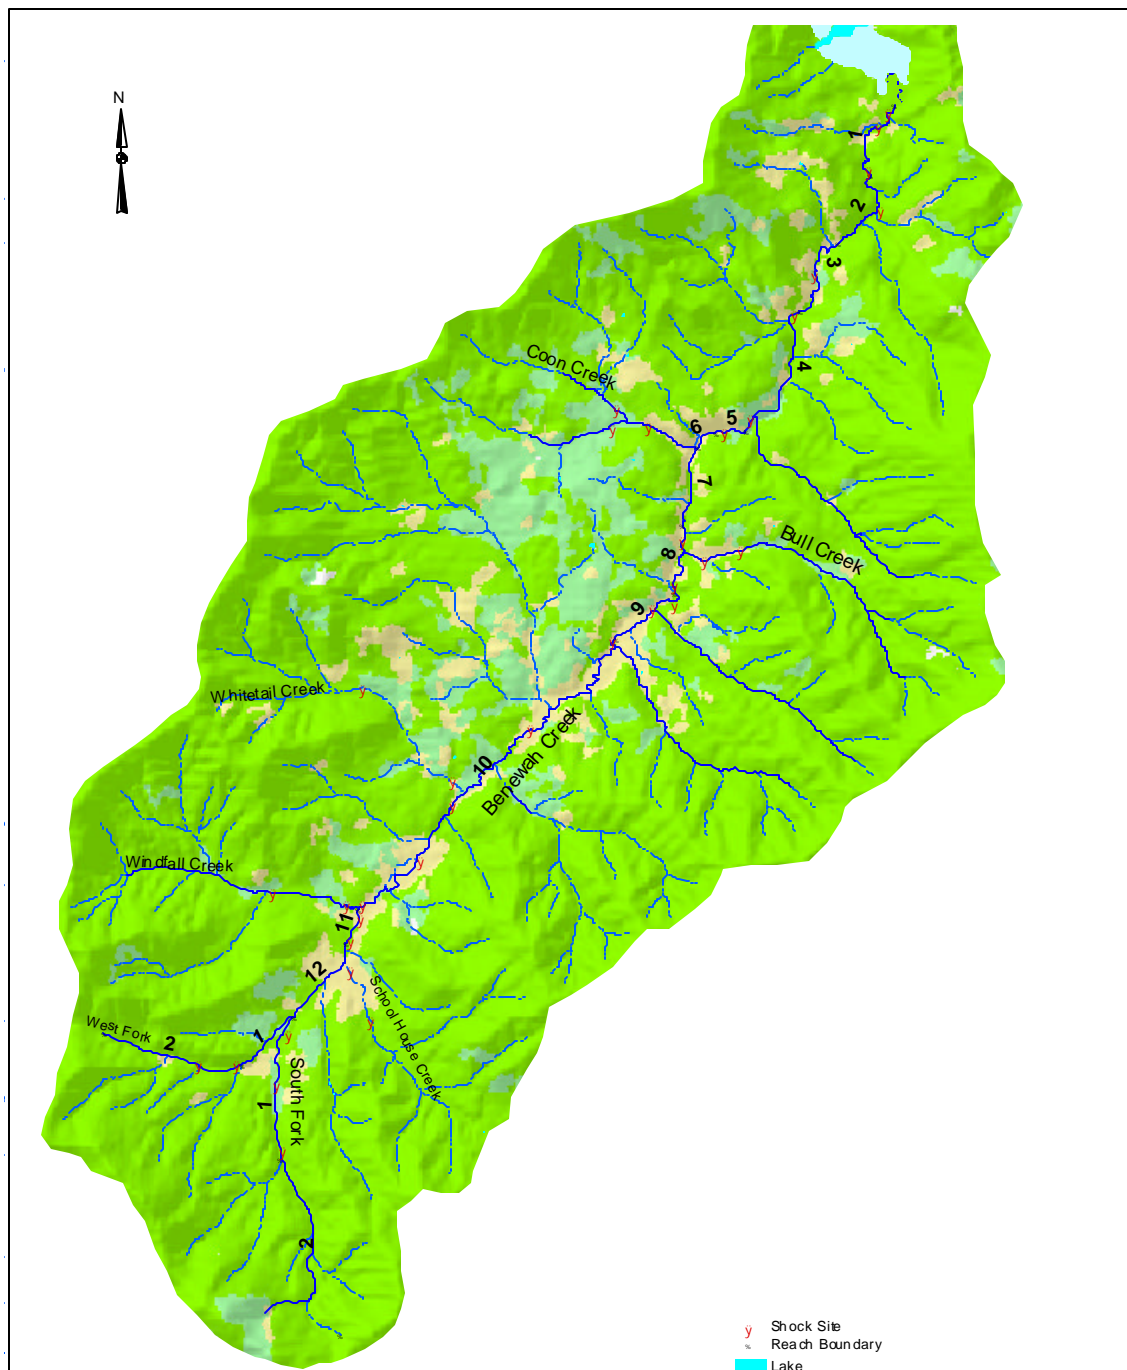 N
1
2
3
4
Coon Creek
5
6
7
Bull Creek
8
9
Whitetail Creek
Benewah Creek
10
Windfall Creek
11
12
School House Creek
West Fork
2
1
South Fork
1
2
ÿ Shock Site
% Reach Boundary
Lake